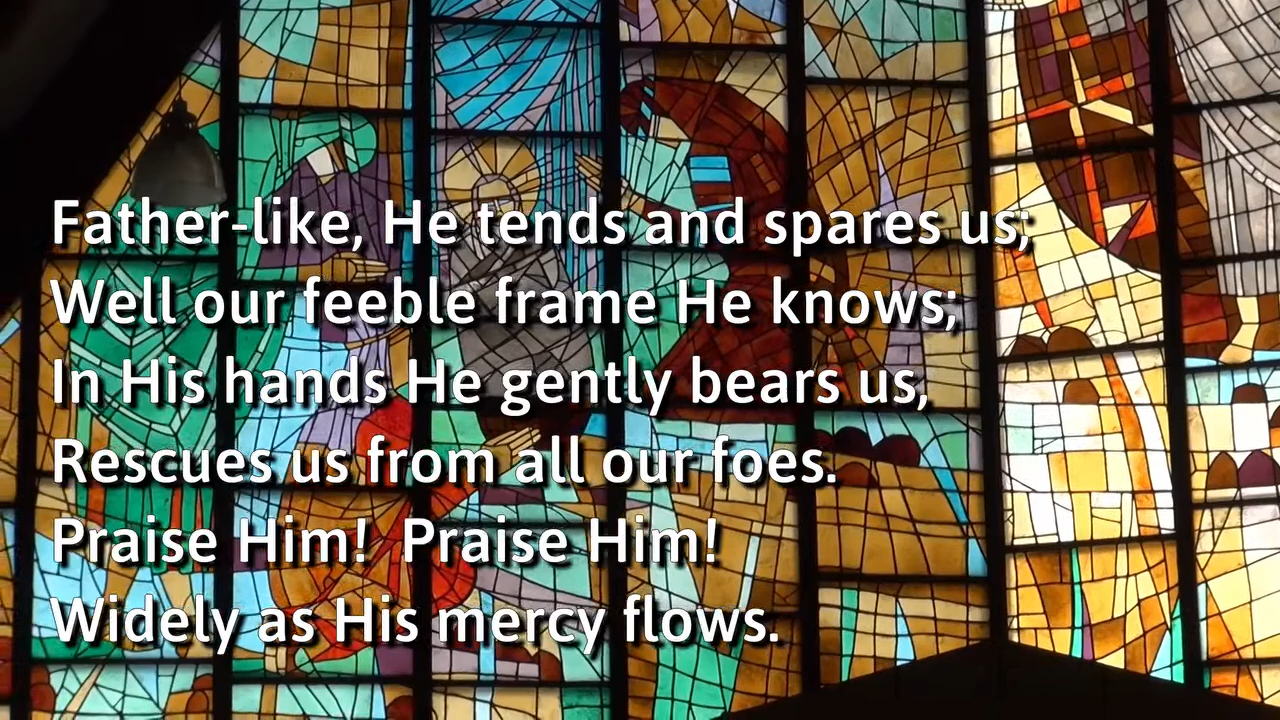 Father-like, He tends and spares us;
Well our feeble frame He knows;
In His hands He gently bears us,
Rescues us from all our foes.
Praise Him!  Praise Him!
Widely as His mercy flows.